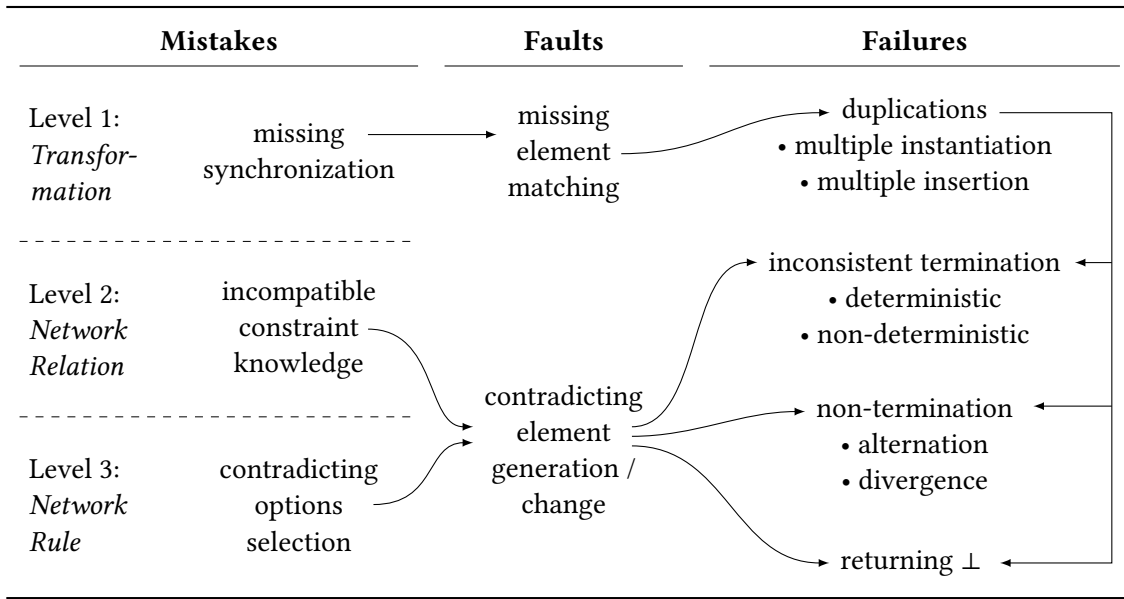 Mistakes
Faults
Failures
Level 1:
Transfor-
mation
missing
synchronization
missing
element
matching
duplications
• multiple instantiation
• multiple insertion
Level 2:
Network
Relation
incompatible
constraint
knowledge
inconsistent termination
• deterministic
• non-deterministic
contradicting
element
generation /
change
non-termination
• alternation
• divergence
Level 3:
Network
Rule
contradicting
options
selection
returning ⊥